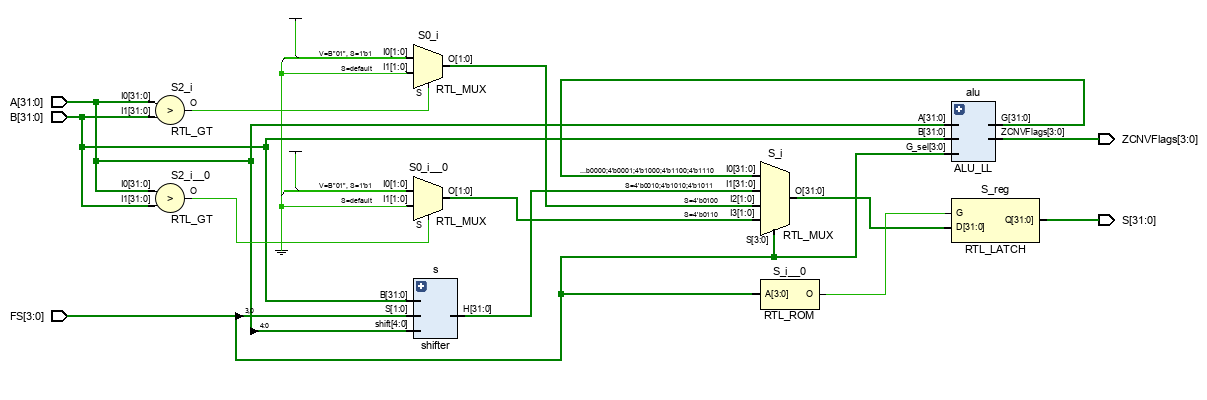 S0_i
V=B"01", S=1'b1
I0[1:0]
S=default
I1[1:0]
O[1:0]
S
RTL_MUX
S2_i
A[31:0]
B[31:0]
I0[31:0]
I1[31:0]
>
O
RTL_GT
alu
A[31:0]
B[31:0]
G_sel[3:0]
G[31:0]
ZCNVFlags[3:0]
ALU_LL
ZCNVFlags[3:0]
S0_i__0
V=B"01", S=1'b1
I0[1:0]
S=default
I1[1:0]
O[1:0]
S
RTL_MUX
S2_i__0
I0[31:0]
I1[31:0]
>
O
RTL_GT
S_i
...b0000;4'b0001;4'b1000;4'b1100;4'b1110
I0[31:0]
S=4'b0010;4'b1010;4'b1011
I1[31:0]
S=4'b0100
I2[1:0]
S=4'b0110
I3[1:0]
O[31:0]
S[3:0]
RTL_MUX
S_reg
G
D[31:0]
Q[31:0]
RTL_LATCH
S[31:0]
S_i__0
A[3:0]
O
RTL_ROM
s
B[31:0]
S[1:0]
shift[4:0]
H[31:0]
shifter
FS[3:0]
4:0